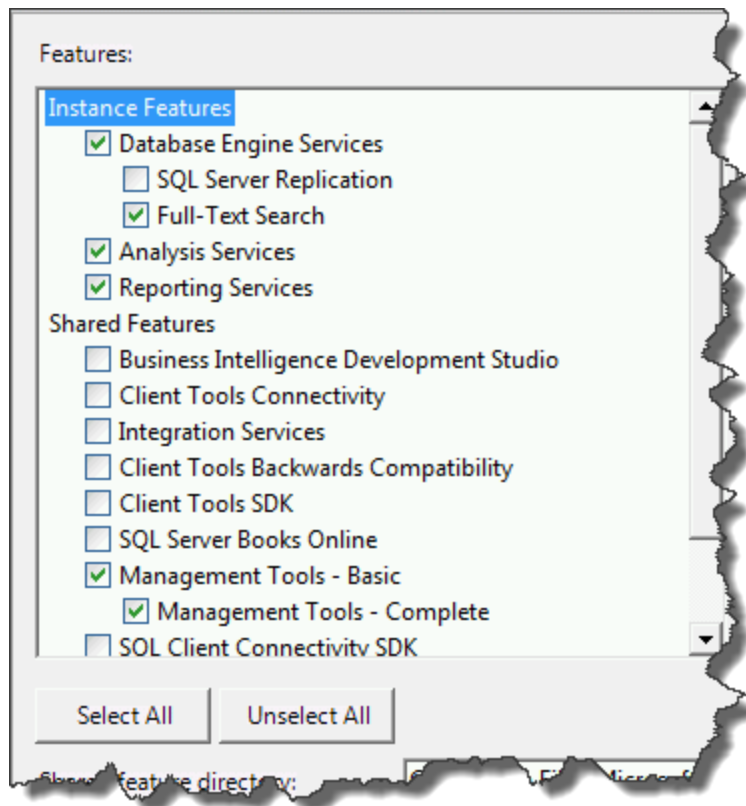 Features:
Instance Features
Database Engine Services
SQL Server Replication
Full-Text Search
Analysis Services
Reporting Services
Shared Features
Business Intelligence Development Studio
Client Tools Connectivity
Integration Services
Client Tools Backwards Compatibility
Client Tools SDK
SQL Server Books Online
Management Tools - Basic
Management Tools - Complete
SQL Client Connectivity SDK
Select All Unselect All
feature directory: